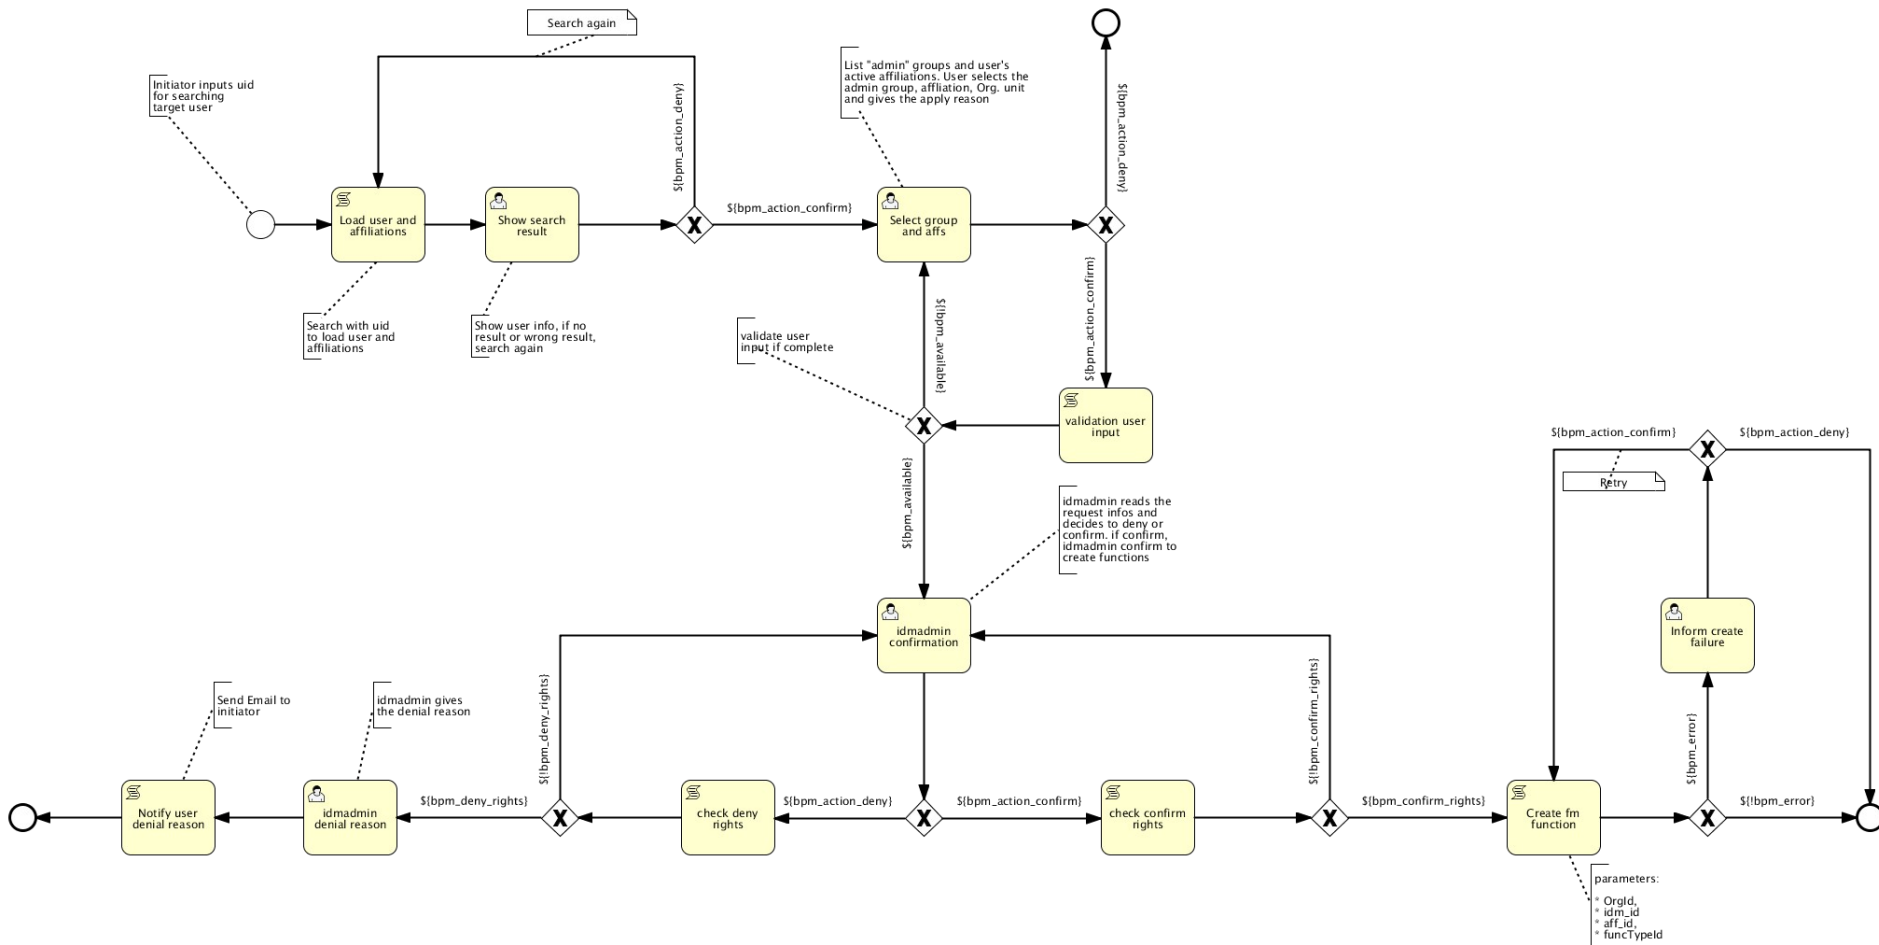 Search again
Initiator inputs uid
for searching
target user
List "admin" groups and user's
active affiliations. User selects the
admin group, affliation, Org. unit
and gives the apply reason
${bpm_action_deny}
${bpm_action_deny}
Load user and
affiliations
Show search
result
${bpm_action_confirm}
Select group
and affs
Search with uid
to load user and
affiliations
Show user info, if no
result or wrong result,
search again
validate user
input if complete
${!bpm_available}
${bpm_action_confirm}
validation user
input
${bpm_action_confirm}
${bpm_action_deny}
Retry
${bpm_available}
idmadmin reads the
request infos and
decides to deny or
confirm. if confirm,
idmadmin confirm to
create functions
idmadmin
confirmation
Inform create
failure
Send Email to
initiator
idmadmin gives
the denial reason
${!bpm_deny_rights}
${!bpm_confirm_rights}
${bpm_error}
Notify user
denial reason
idmadmin
denial reason
${bpm_deny_rights}
check deny
rights
${bpm_action_deny}
${bpm_action_confirm}
check confirm
rights
${bpm_confirm_rights}
Create fm
function
${!bpm_error}
parameters:
* OrgId,
* idm_id
* aff_id,
* funcTypeId